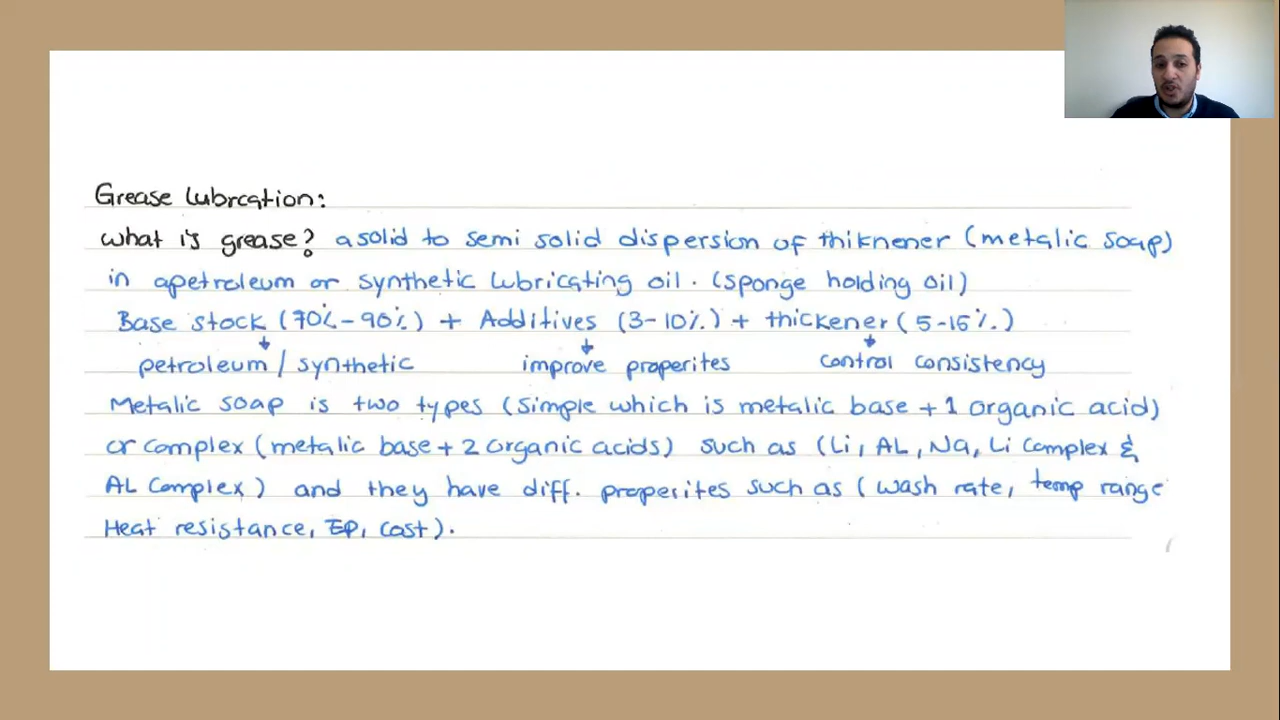 Grease lubrcation:
what is grease? a solid to semi solid dispersion of thiknener (metalic soap)
in a petroleum or synthetic lubricating oil. (sponge holding oil)
Base stock (70%-90%) + Additives (3-10%) + thickener (5-15%)
petroleum / synthetic improve properites control consistency
Metalic soap is two types (simple which is metalic base + 1 organic acid)
or complex (metalic base + 2 organic acids) such as (Li, AL, Na, Li complex &
AL Complex) and they have diff. properites such as (wash rate, temp range
Heat resistance, EP, cost).